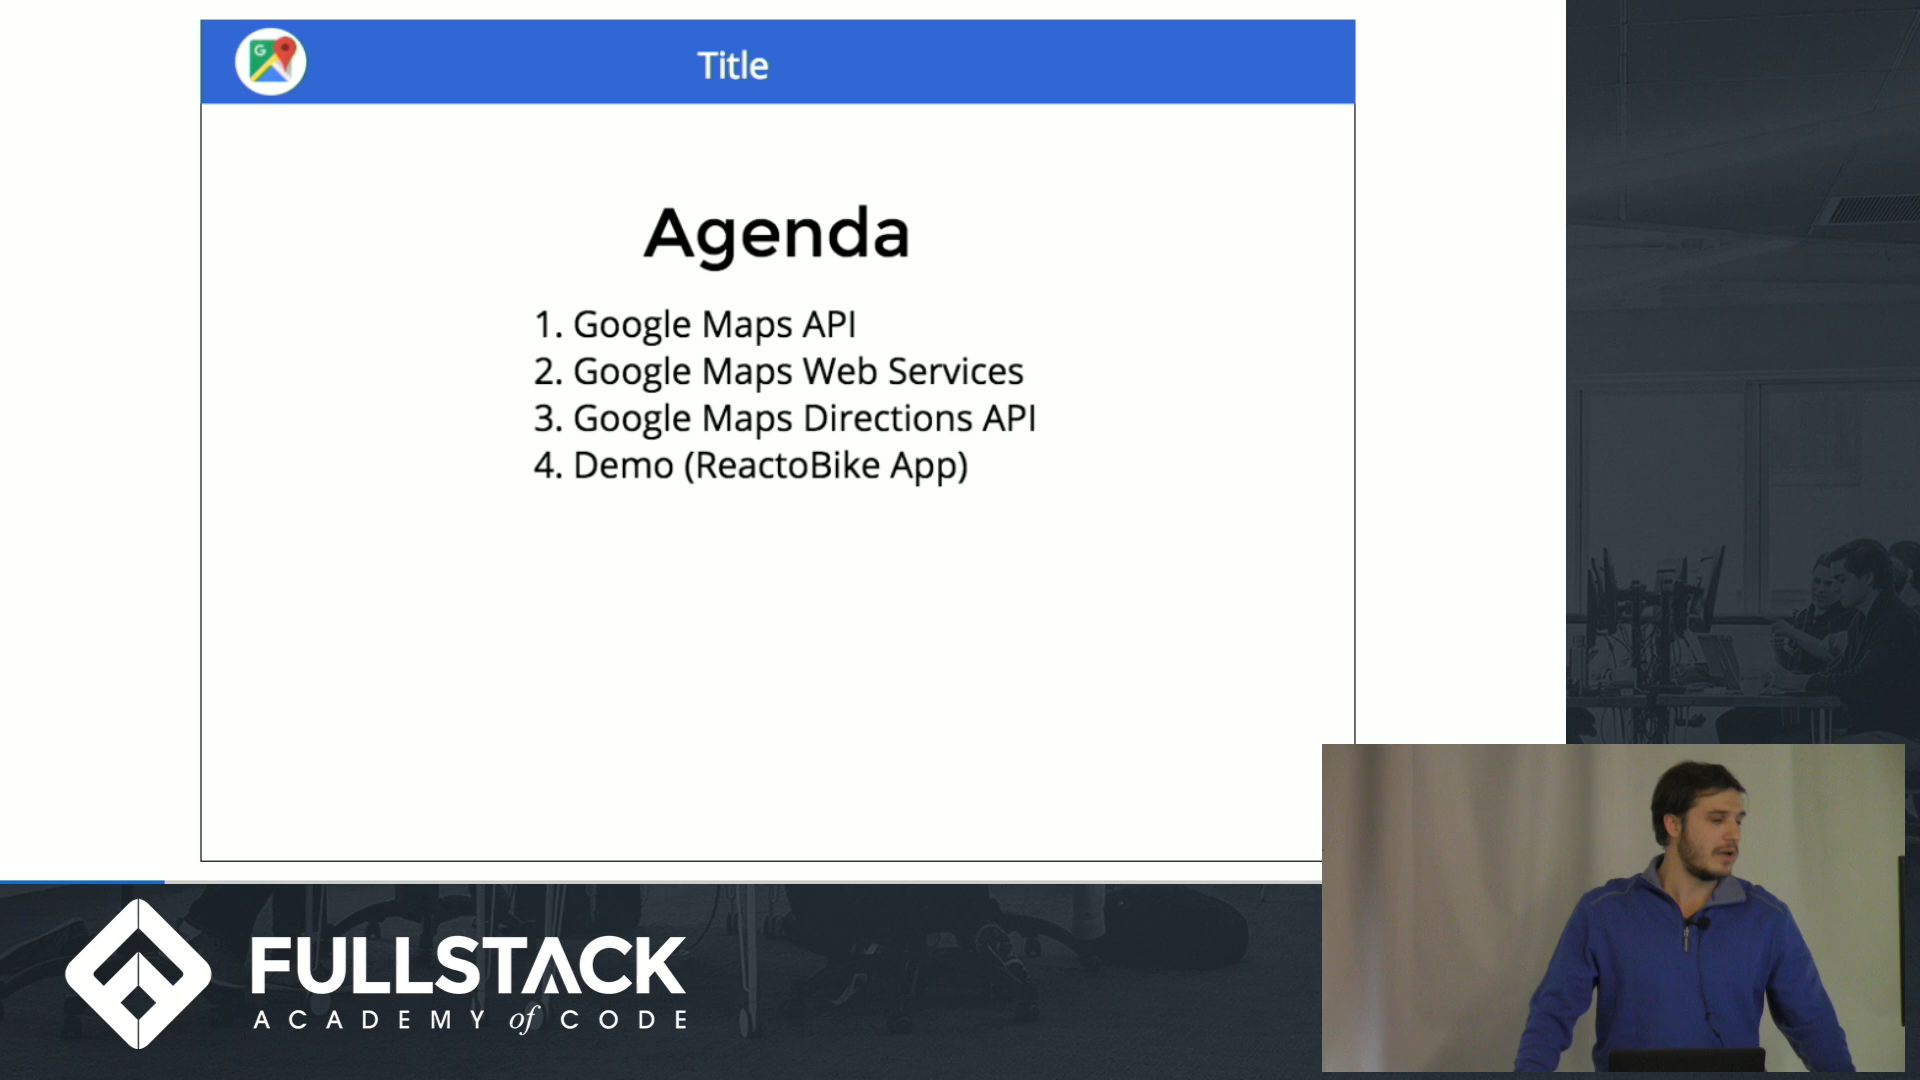 Title
Agenda
1. Google Maps API
2. Google Maps Web Services
3. Google Maps Directions API
4. Demo (ReactoBike App)
FULLSTACK
ACADEMY of CODE
G